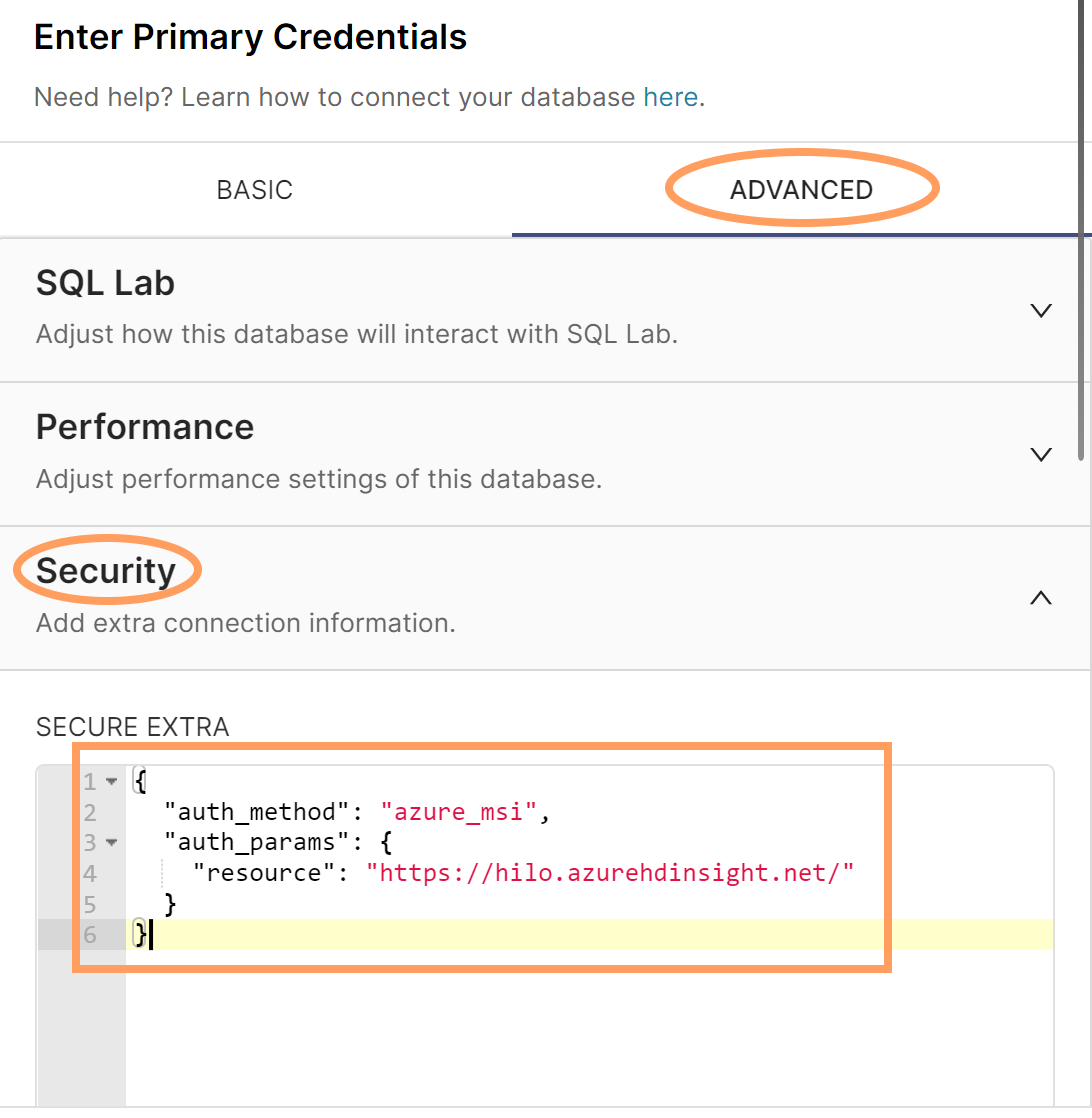 Enter Primary Credentials
Need help? Learn how to connect your database here.
BASIC
ADVANCED
SQL Lab
Adjust how this database will interact with SQL Lab.
Performance
Adjust performance settings of this database.
Security
Add extra connection information.
SECURE EXTRA
1 {
2   "auth_method": "azure_msi",
3   "auth_params": {
4     "resource": "https://hilo.azurehdinsight.net/"
5   }
6 }